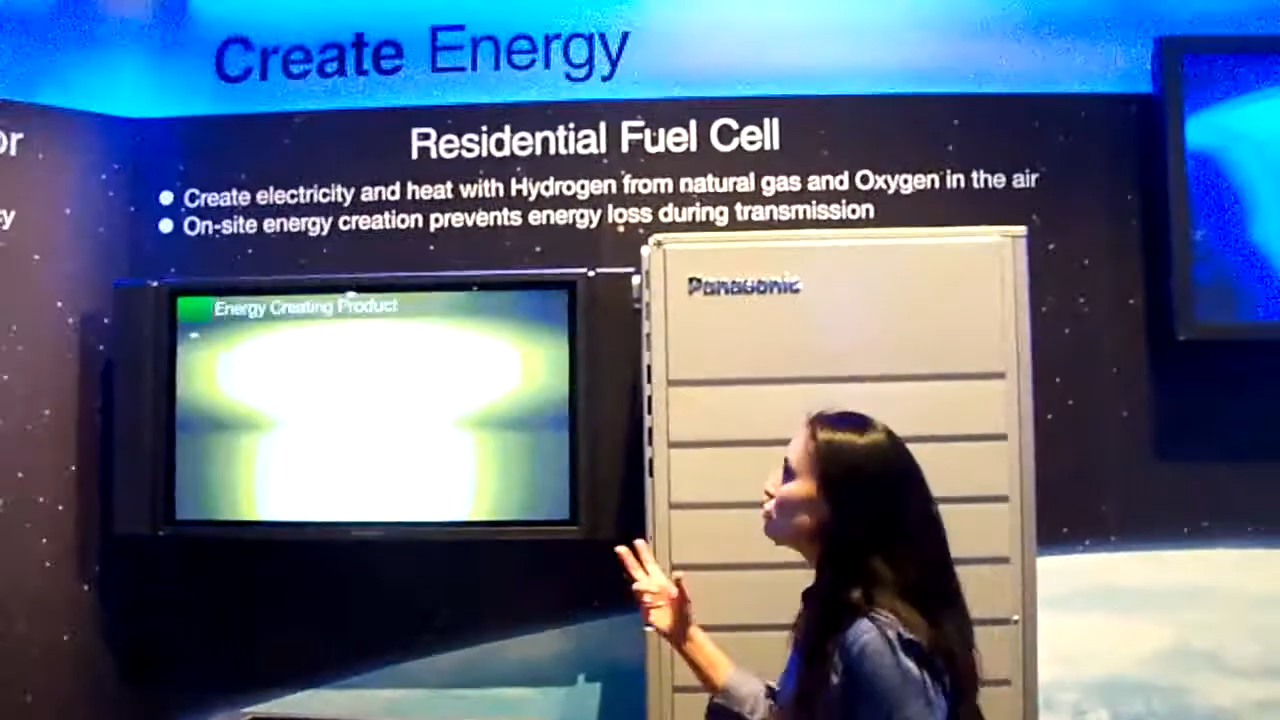 Create Energy
or
Residential Fuel Cell
• Create electricity and heat with Hydrogen from natural gas and Oxygen in the air
• On-site energy creation prevents energy loss during transmission
Panasonic
Energy Creating Product